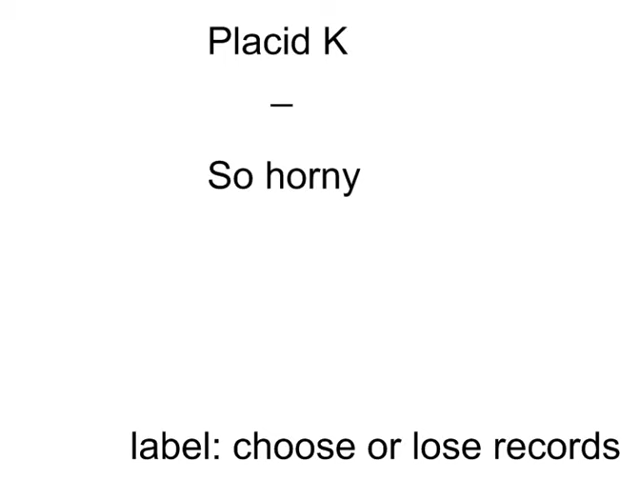 Placid K
–
So horny
label: choose or lose records